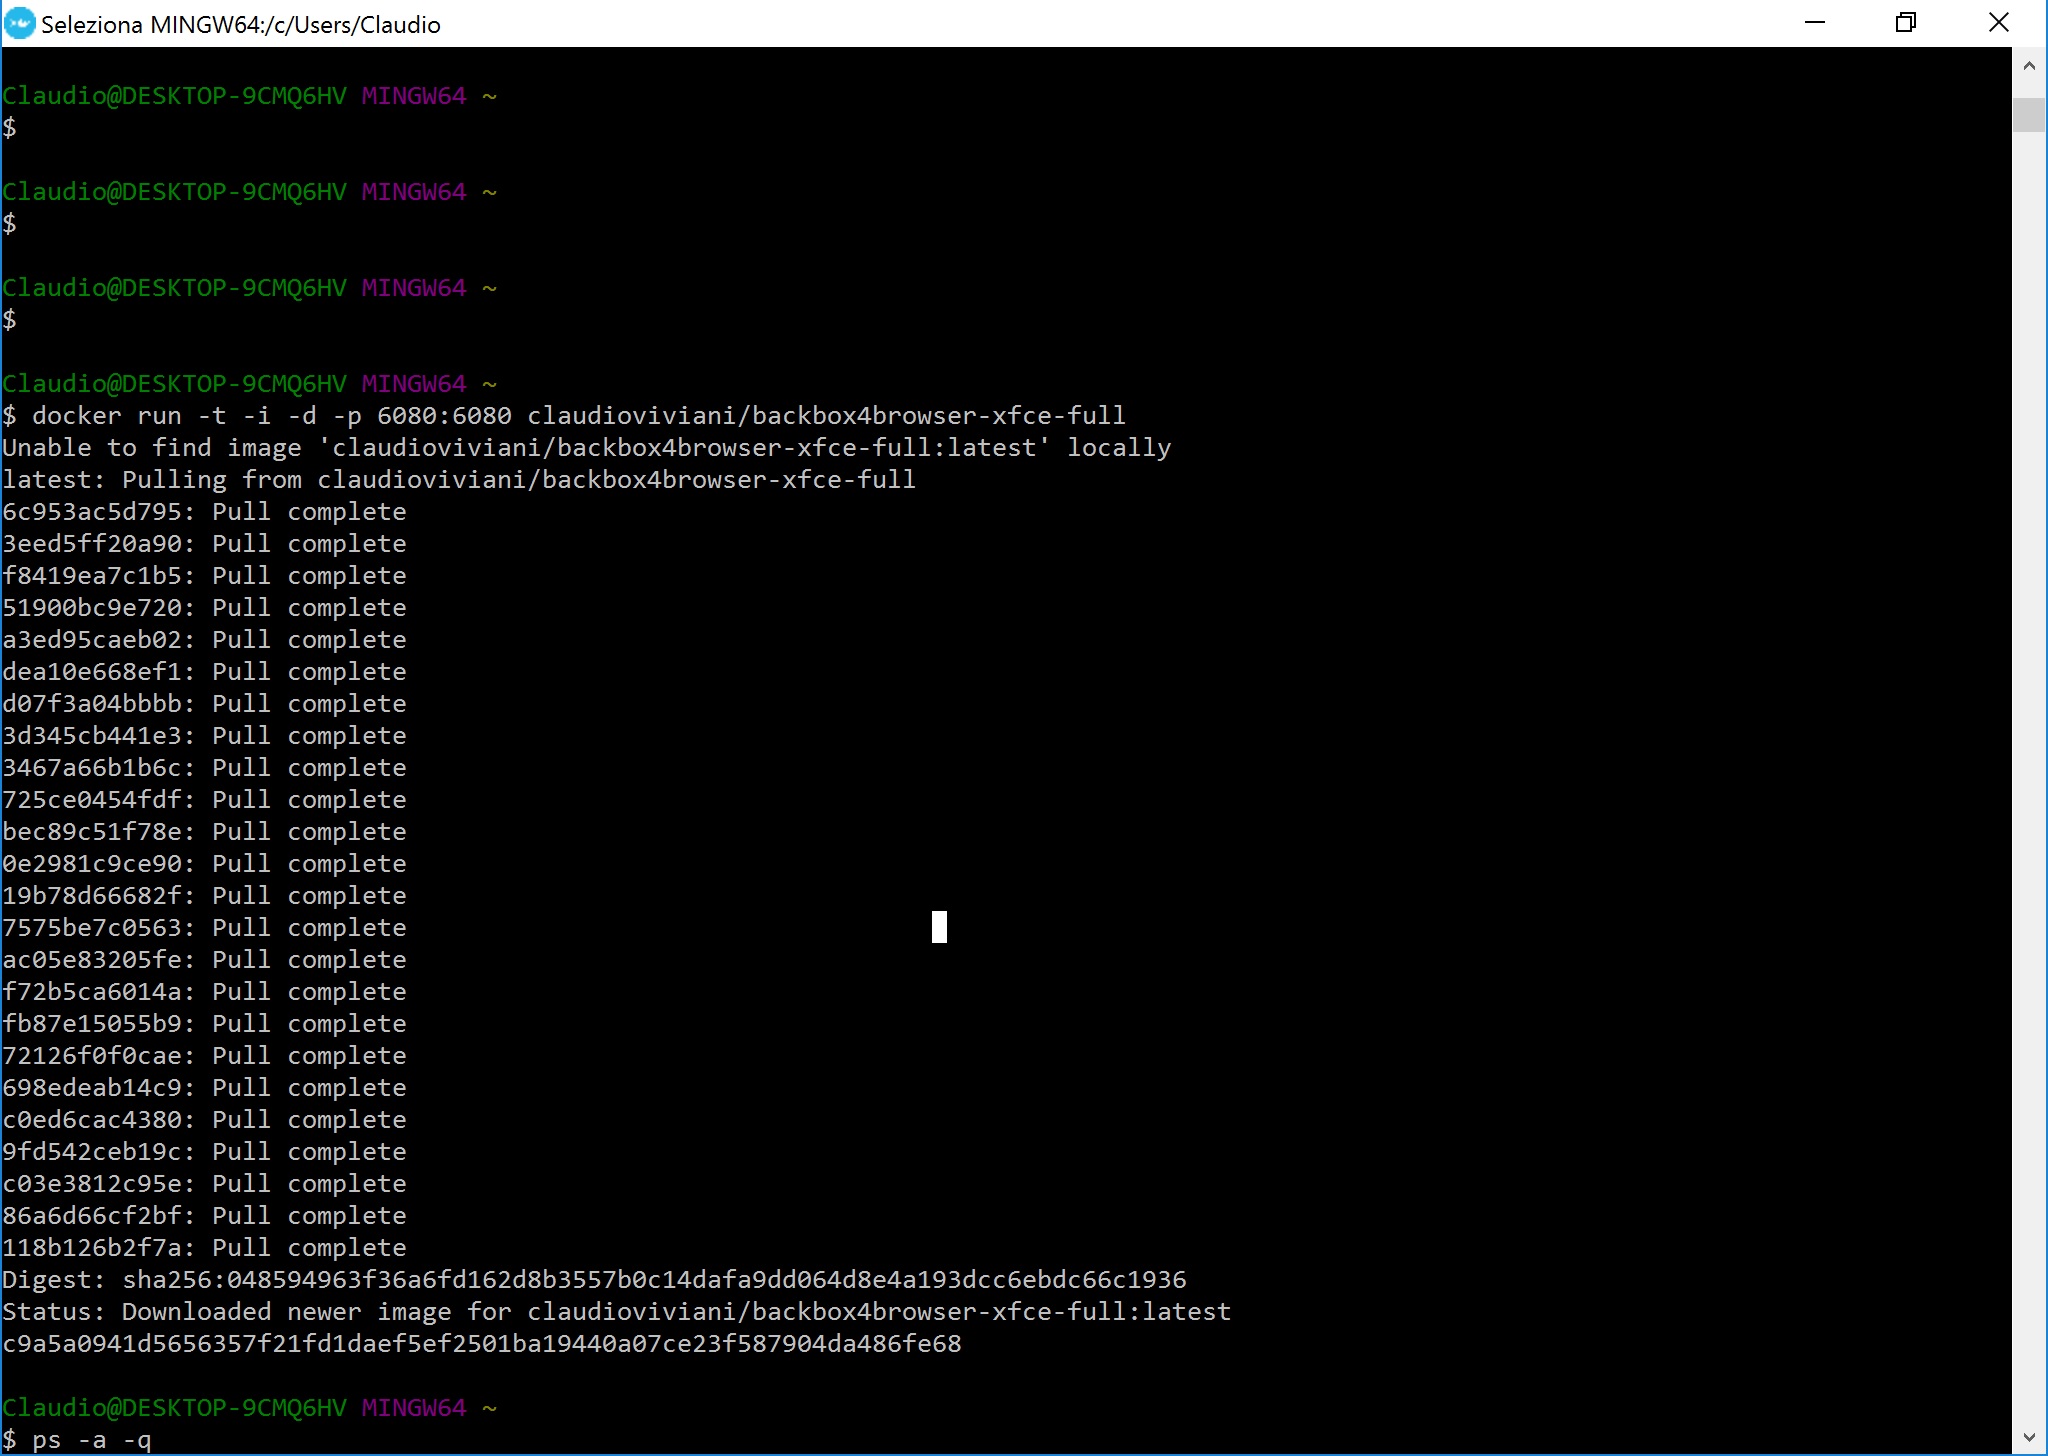 Seleziona MINGW64:/c/Users/Claudio
Claudio@DESKTOP-9CMQ6HV MINGW64 ~
$
Claudio@DESKTOP-9CMQ6HV MINGW64 ~
$
Claudio@DESKTOP-9CMQ6HV MINGW64 ~
$
Claudio@DESKTOP-9CMQ6HV MINGW64 ~
$ docker run -t -i -d -p 6080:6080 claudioviviani/backbox4browser-xfce-full
Unable to find image 'claudioviviani/backbox4browser-xfce-full:latest' locally
latest: Pulling from claudioviviani/backbox4browser-xfce-full
6c953ac5d795: Pull complete
3eed5ff20a90: Pull complete
f8419ea7c1b5: Pull complete
51900bc9e720: Pull complete
a3ed95caeb02: Pull complete
dea10e668ef1: Pull complete
d07f3a04bbbb: Pull complete
3d345cb441e3: Pull complete
3467a66b1b6c: Pull complete
725ce0454fdf: Pull complete
bec89c51f78e: Pull complete
0e2981c9ce90: Pull complete
19b78d66682f: Pull complete
7575be7c0563: Pull complete
ac05e83205fe: Pull complete
f72b5ca6014a: Pull complete
fb87e15055b9: Pull complete
72126f0f0cae: Pull complete
698edeab14c9: Pull complete
c0ed6cac4380: Pull complete
9fd542ceb19c: Pull complete
c03e3812c95e: Pull complete
86a6d66cf2bf: Pull complete
118b126b2f7a: Pull complete
Digest: sha256:048594963f36a6fd162d8b3557b0c14dafa9dd064d8e4a193dcc6ebdc66c1936
Status: Downloaded newer image for claudioviviani/backbox4browser-xfce-full:latest
c9a5a0941d5656357f21fd1daef5ef2501ba19440a07ce23f587904da486fe68
Claudio@DESKTOP-9CMQ6HV MINGW64 ~
$ ps -a -q